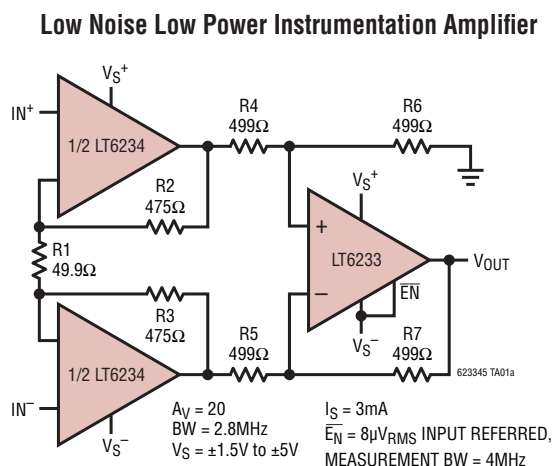 Low Noise Low Power Instrumentation Amplifier
VS+
IN+
1/2 LT6234
R4
499Ω
R6
499Ω
R2
475Ω
VS+
R1
49.9Ω
+
LT6233
VOUT
–
EN
R3
475Ω
VS–
R5
499Ω
R7
499Ω
1/2 LT6234
623345 TA01a
IN–
VS–
AV = 20
BW = 2.8MHz
VS = ±1.5V to ±5V
IS = 3mA
EN = 8µVRMS INPUT REFERRED,
MEASUREMENT BW = 4MHz